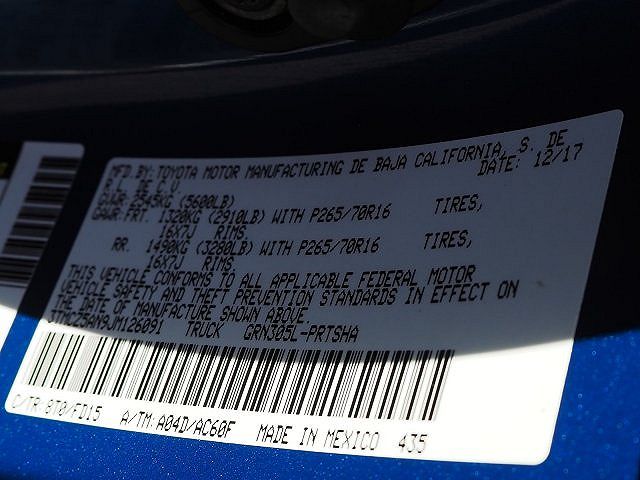 MFD. BY: TOYOTA MOTOR MANUFACTURING DE BAJA CALIFORNIA, S. DE
R.L. DE C.V. DATE: 12/17
GVWR: 2545KG (5600LB)
GAWR: FRT. 1320KG (2910LB) WITH P265/70R16 TIRES,
16X7J RIMS
RR. 1490KG (3280LB) WITH P265/70R16 TIRES,
16X7J RIMS
THIS VEHICLE CONFORMS TO ALL APPLICABLE FEDERAL MOTOR
VEHICLE SAFETY AND THEFT PREVENTION STANDARDS IN EFFECT ON
THE DATE OF MANUFACTURE SHOWN ABOVE.
3TMCZ5AN9JM126091 TRUCK GRN305L-PRTSHA
C/TR: 8T0/FD15 A/TM: A04D/AC60F MADE IN MEXICO 435